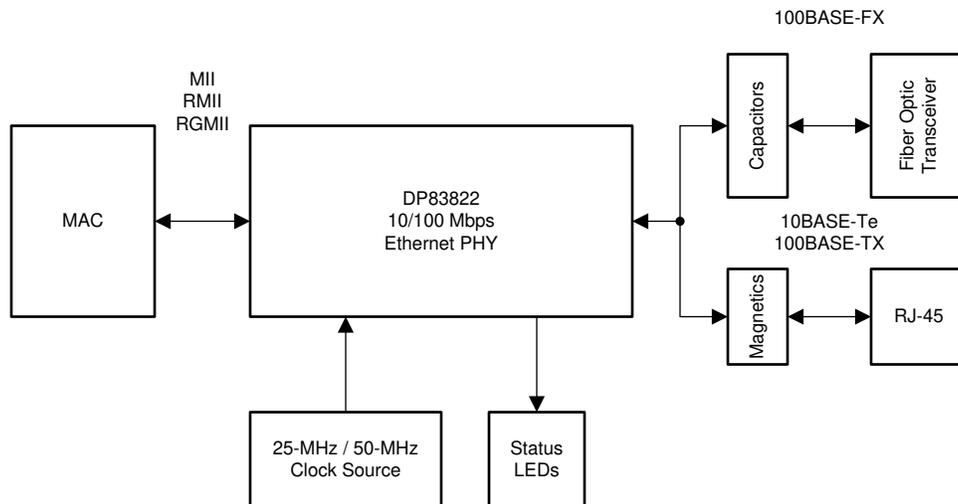 100BASE-FX
MII
RMII
RGMII
Capacitors
Fiber Optic
Transceiver
MAC
DP83822
10/100 Mbps
Ethernet PHY
10BASE-Te
100BASE-TX
Magnetics
RJ-45
25-MHz / 50-MHz
Clock Source
Status
LEDs